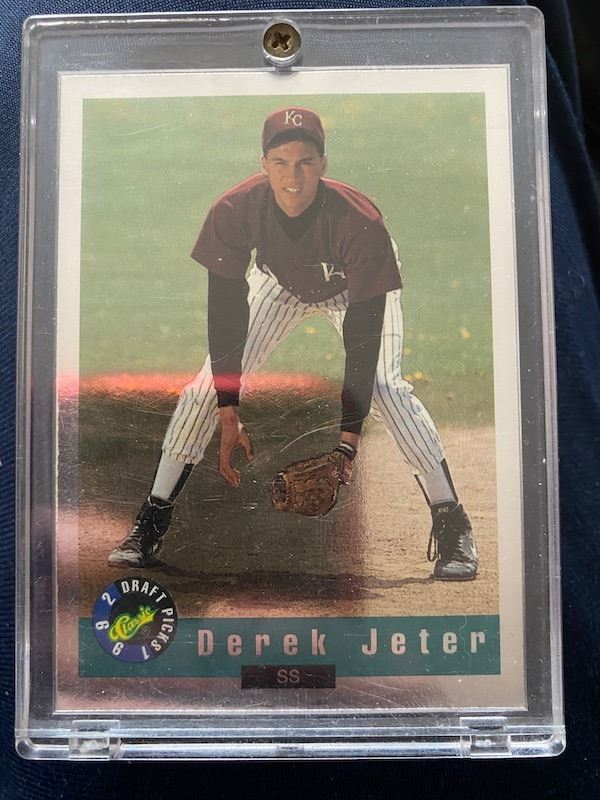 KC
K
1992 DRAFT PICKS
Classic ®
Derek Jeter
SS